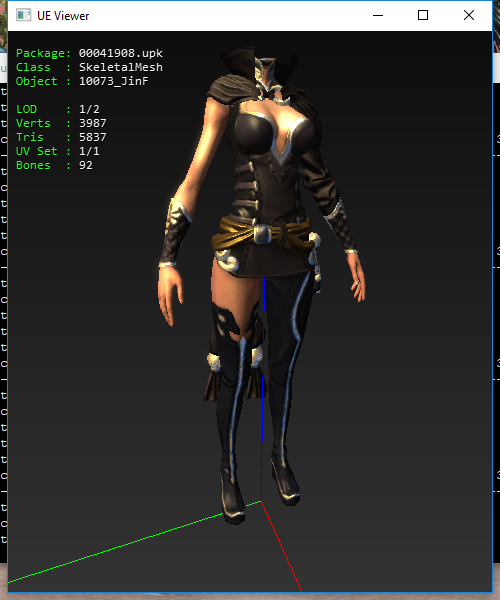 UE Viewer
Package: 00041908.upk
Class : SkeletalMesh
Object : 10073_JinF
LOD : 1/2
Verts : 3987
Tris : 5837
UV Set : 1/1
Bones : 92